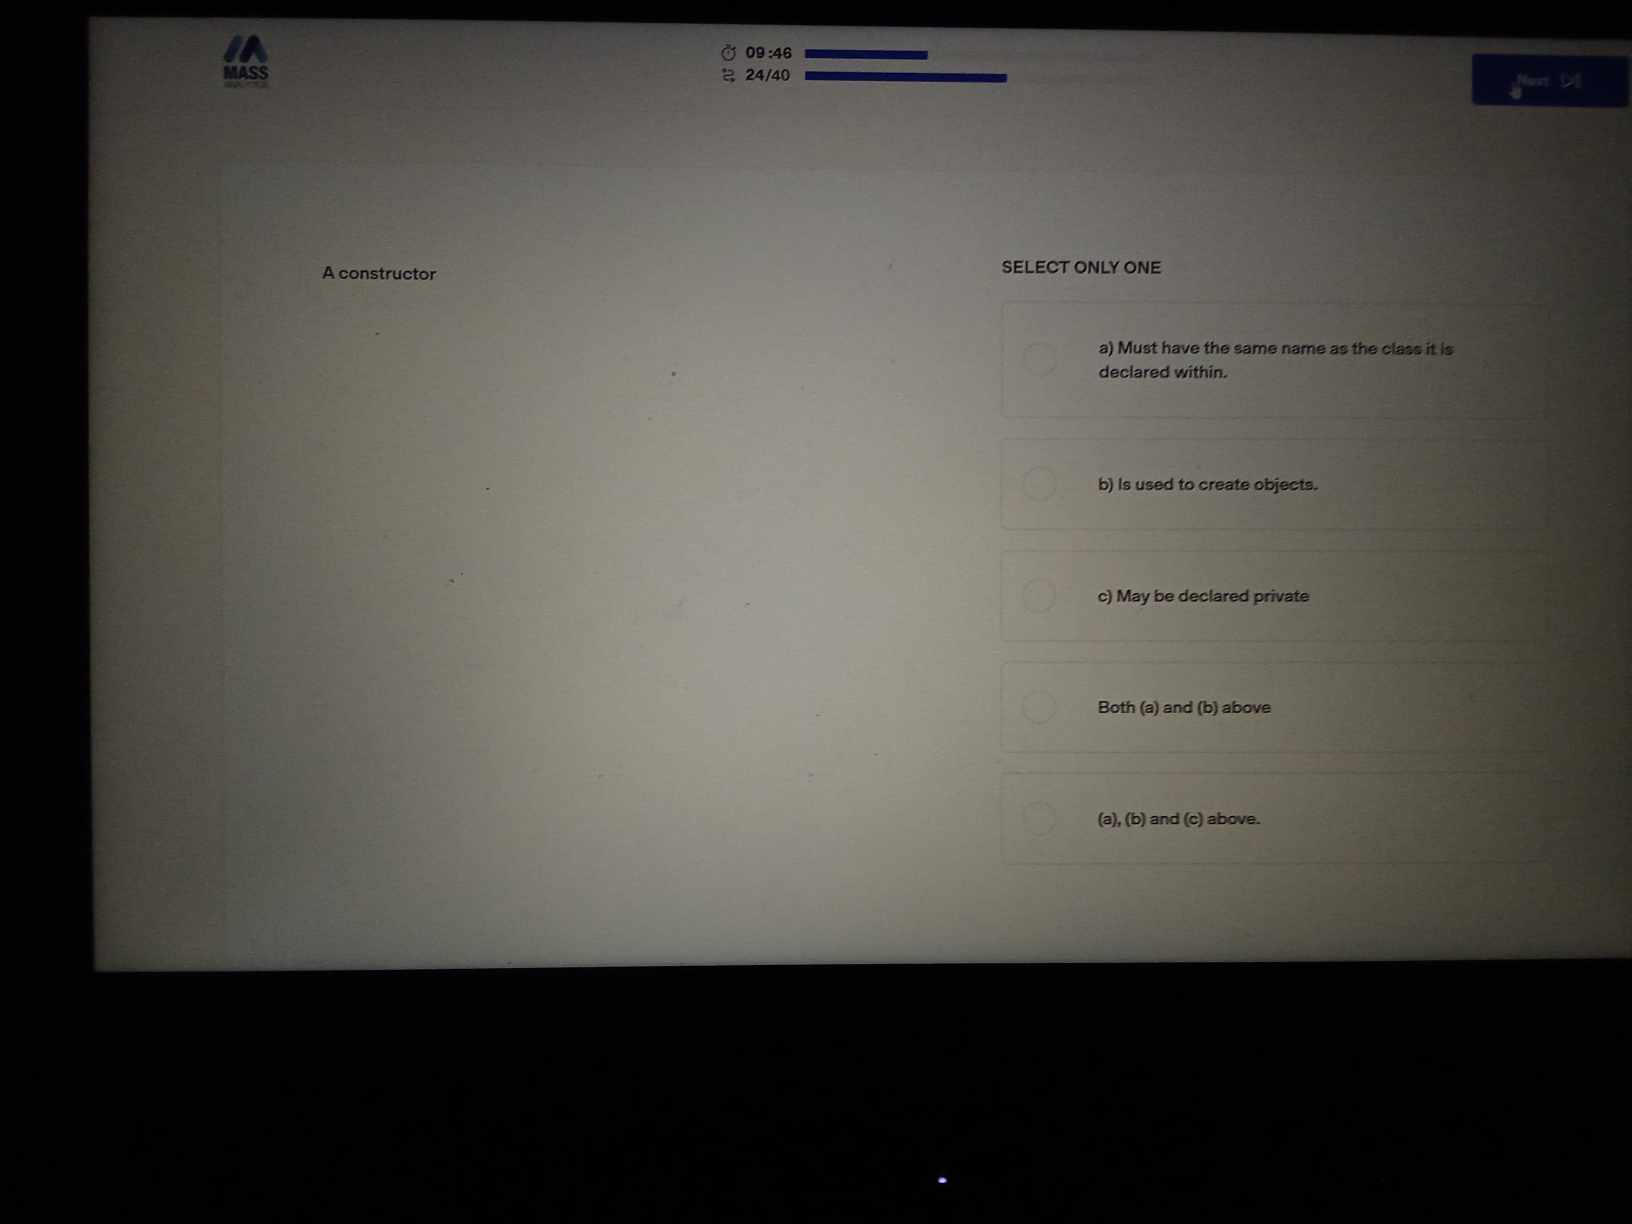 MASS
09:46
24/40
Next
A constructor
SELECT ONLY ONE
a) Must have the same name as the class it is
declared within.
b) Is used to create objects.
c) May be declared private
Both (a) and (b) above
(a), (b) and (c) above.